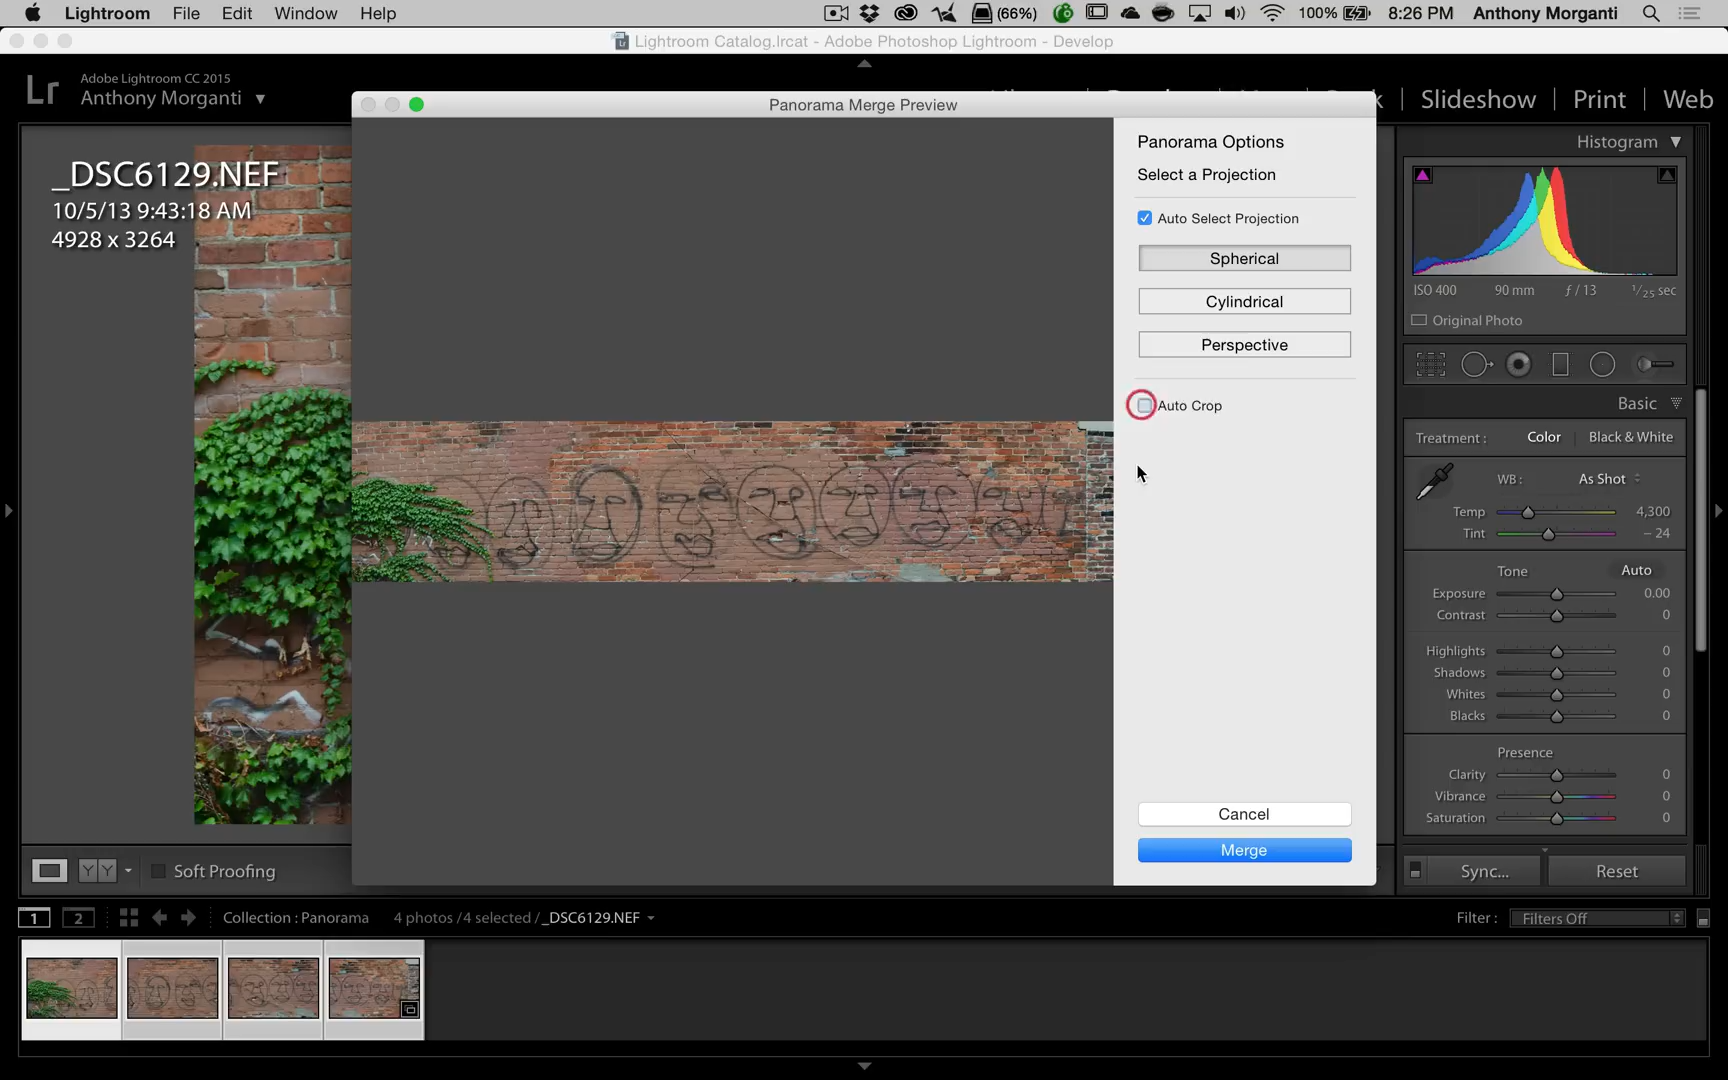 Lightroom File Edit Window Help (66%) 100% 8:26 PM Anthony Morganti
Lightroom Catalog.lrcat - Adobe Photoshop Lightroom - Develop
Lr Adobe Lightroom CC 2015
Anthony Morganti
Slideshow | Print | Web
Panorama Merge Preview
_DSC6129.NEF
10/5/13 9:43:18 AM
4928 x 3264
Panorama Options
Select a Projection
Auto Select Projection
Spherical
Cylindrical
Perspective
Auto Crop
Cancel
Merge
Histogram
ISO 400 90 mm ƒ / 13 1/25 sec
Original Photo
Basic
Treatment : Color Black & White
WB : As Shot
Temp 4,300
Tint – 24
Tone Auto
Exposure 0.00
Contrast 0
Highlights 0
Shadows 0
Whites 0
Blacks 0
Presence
Clarity 0
Vibrance 0
Saturation 0
Sync... Reset
Y Y Soft Proofing
1 2 Collection : Panorama 4 photos / 4 selected / _DSC6129.NEF Filter : Filters Off